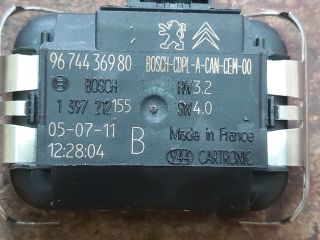 96 744 369 80
BOSCH-CDPI-A-CAN-CEM-00
BOSCH
HW 3.2
1 397 212 155
SW 4.0
05-07-11
12:28:04
B
Made in France
CARTRONIC